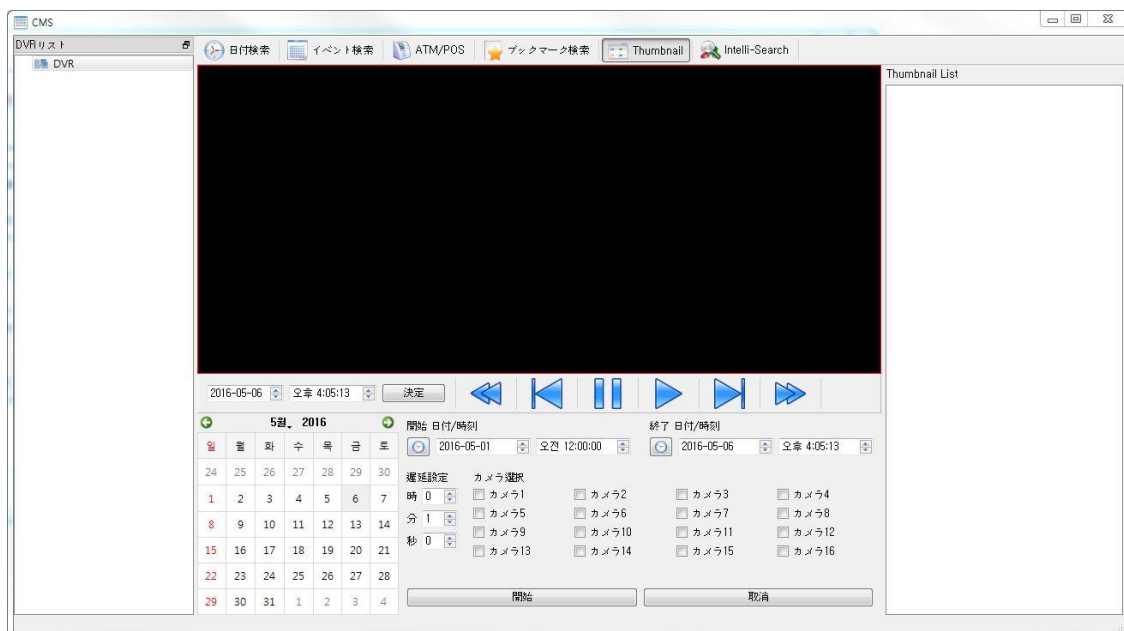 CMS
DVRリスト
日付検索 イベント検索 ATM/POS ブックマーク検索 Thumbnail Intelli-Search
DVR
Thumbnail List
2016-05-06 오후 4:05:13 決定
5월, 2016
일 월 화 수 목 금 토
24 25 26 27 28 29 30
1 2 3 4 5 6 7
8 9 10 11 12 13 14
15 16 17 18 19 20 21
22 23 24 25 26 27 28
29 30 31 1 2 3 4
開始 日付/時刻
2016-05-01 오전 12:00:00
終了 日付/時刻
2016-05-06 오후 4:05:13
遅延設定
時 0
分 1
秒 0
カメラ選択
カメラ1 カメラ2 カメラ3 カメラ4
カメラ5 カメラ6 カメラ7 カメラ8
カメラ9 カメラ10 カメラ11 カメラ12
カメラ13 カメラ14 カメラ15 カメラ16
開始 取消